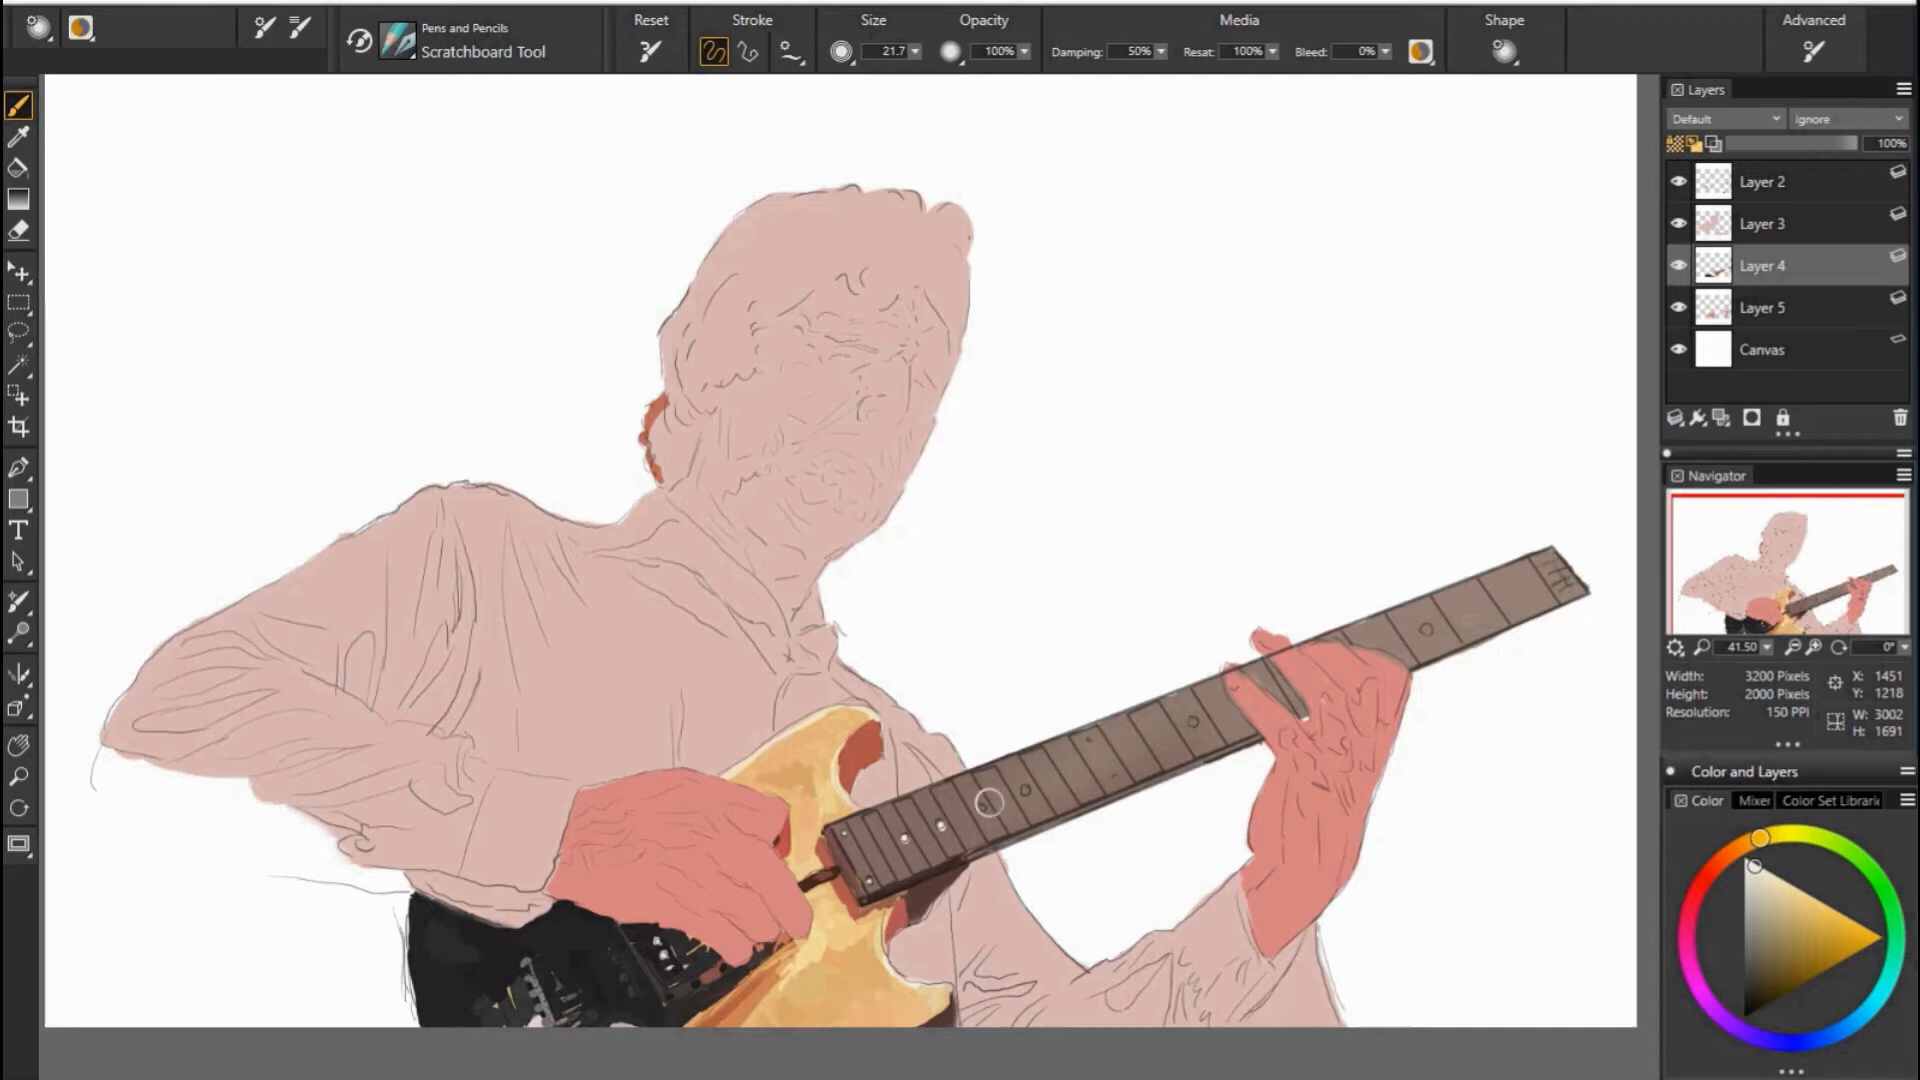 Pens and Pencils
Scratchboard Tool
Reset
Stroke
Size
21.7
Opacity
100%
Media
Damping: 50%
Resat: 100%
Bleed: 0%
Shape
Advanced
Layers
Default
Ignore
100%
Layer 2
Layer 3
Layer 4
Layer 5
Canvas
Navigator
41.50
0°
Width: 3200 Pixels
Height: 2000 Pixels
Resolution: 150 PPI
X: 1451
Y: 1218
W: 3002
H: 1691
Color and Layers
Color
Mixer
Color Set Librari
T